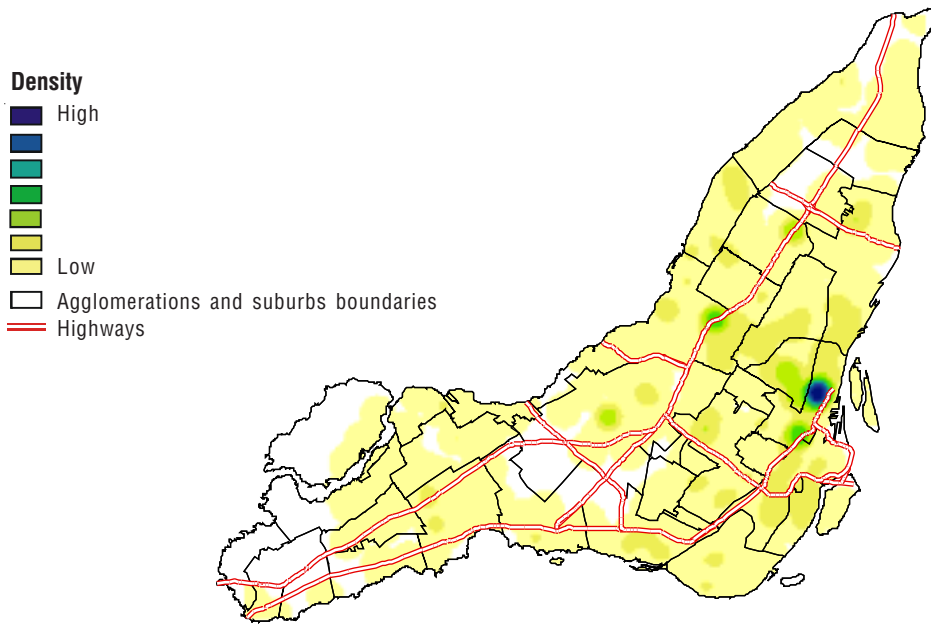 Density
High
Low
Agglomerations and suburbs boundaries
Highways